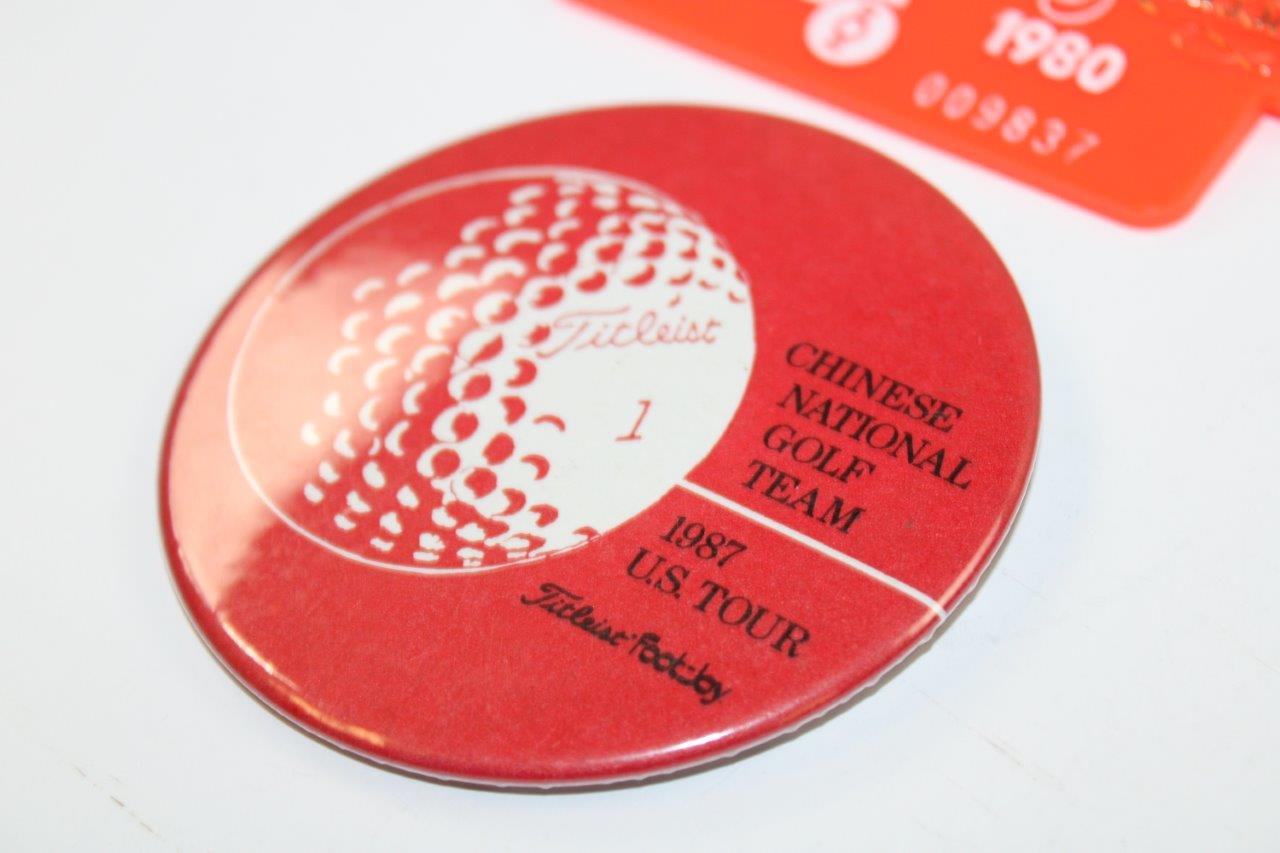 1980
009837
Titleist
1
CHINESE
NATIONAL
GOLF
TEAM
1987
U.S. TOUR
Titleist FootJoy